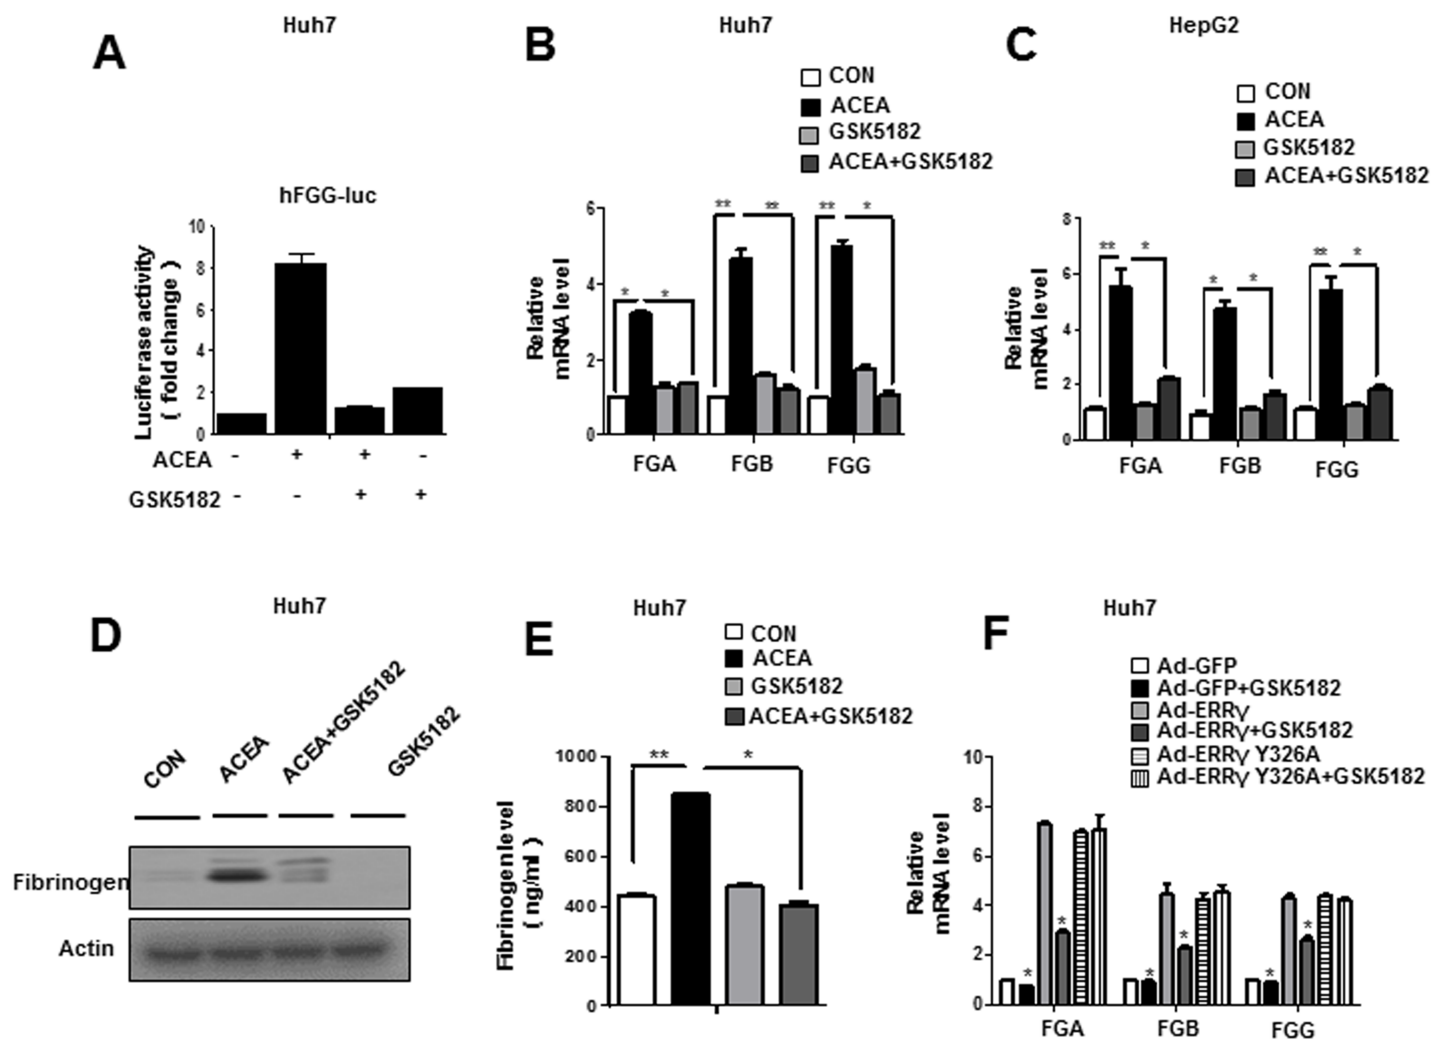 A
Huh7
hFGG-luc
Luciferase activity
( fold change )
10
8
6
4
2
0
ACEA - + + -
GSK5182 - - + +
B
Huh7
CON
ACEA
GSK5182
ACEA+GSK5182
Relative
mRNA level
6
4
2
1
0
* *
** **
** *
FGA FGB FGG
C
HepG2
CON
ACEA
GSK5182
ACEA+GSK5182
Relative
mRNA level
8
6
4
2
1
0
** *
* *
** *
FGA FGB FGG
D
Huh7
CON
ACEA
ACEA+GSK5182
GSK5182
Fibrinogen
Actin
E
Huh7
CON
ACEA
GSK5182
ACEA+GSK5182
Fibrinogen level
( ng/ml )
1000
800
600
400
200
0
** *
F
Huh7
Ad-GFP
Ad-GFP+GSK5182
Ad-ERRγ
Ad-ERRγ+GSK5182
Ad-ERRγ Y326A
Ad-ERRγ Y326A+GSK5182
Relative
mRNA level
10
8
6
4
2
0
* *
* *
* *
FGA FGB FGG